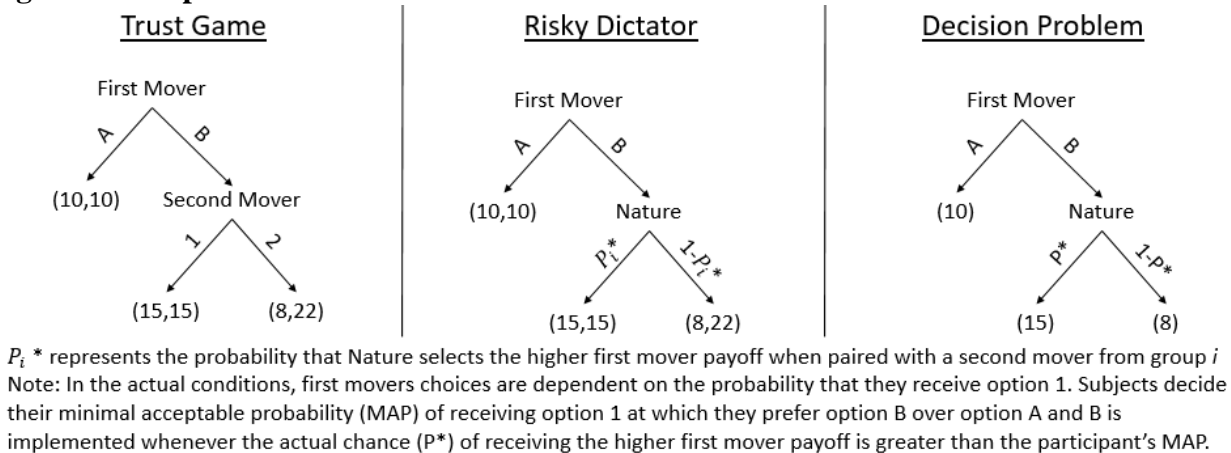 Trust Game
First Mover
A
B
(10,10)
Second Mover
1
2
(15,15)
(8,22)
Risky Dictator
First Mover
A
B
(10,10)
Nature
Pᵢ*
1-Pᵢ*
(15,15)
(8,22)
Decision Problem
First Mover
A
B
(10)
Nature
P*
1-P*
(15)
(8)
Pᵢ * represents the probability that Nature selects the higher first mover payoff when paired with a second mover from group i
Note: In the actual conditions, first movers choices are dependent on the probability that they receive option 1. Subjects decide
their minimal acceptable probability (MAP) of receiving option 1 at which they prefer option B over option A and B is
implemented whenever the actual chance (P*) of receiving the higher first mover payoff is greater than the participant's MAP.